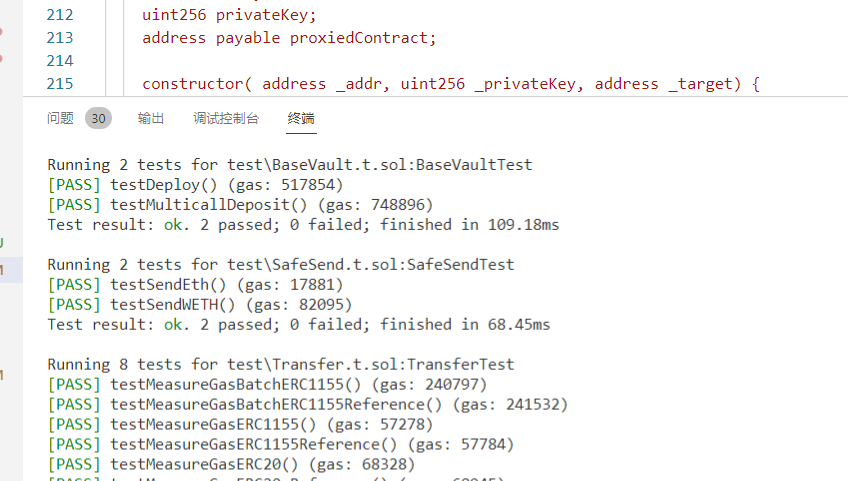 212 uint256 privateKey;
213 address payable proxiedContract;
214
215 constructor( address _addr, uint256 _privateKey, address _target) {
问题 30 输出 调试控制台 终端
Running 2 tests for test\BaseVault.t.sol:BaseVaultTest
[PASS] testDeploy() (gas: 517854)
[PASS] testMulticallDeposit() (gas: 748896)
Test result: ok. 2 passed; 0 failed; finished in 109.18ms
Running 2 tests for test\SafeSend.t.sol:SafeSendTest
[PASS] testSendEth() (gas: 17881)
[PASS] testSendWETH() (gas: 82095)
Test result: ok. 2 passed; 0 failed; finished in 68.45ms
Running 8 tests for test\Transfer.t.sol:TransferTest
[PASS] testMeasureGasBatchERC1155() (gas: 240797)
[PASS] testMeasureGasBatchERC1155Reference() (gas: 241532)
[PASS] testMeasureGasERC1155() (gas: 57278)
[PASS] testMeasureGasERC1155Reference() (gas: 57784)
[PASS] testMeasureGasERC20() (gas: 68328)